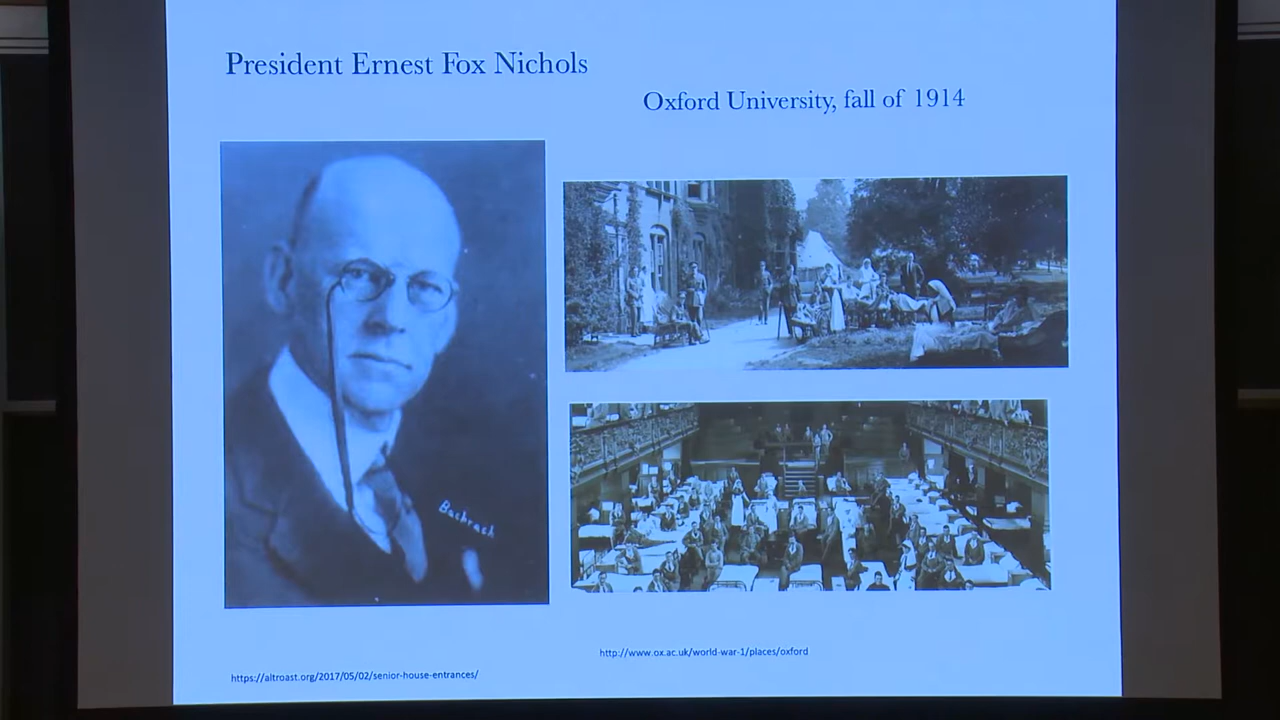 President Ernest Fox Nichols
Oxford University, fall of 1914
Bachrach
http://www.ox.ac.uk/world-war-1/places/oxford
https://altroast.org/2017/05/02/senior-house-entrances/